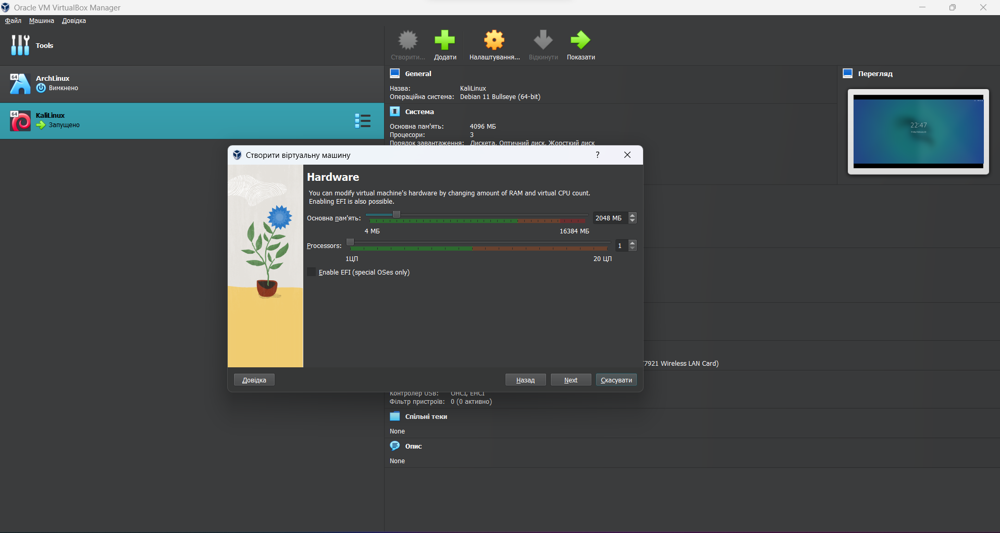 Oracle VM VirtualBox Manager
Файл Машина Довідка
Tools
Створити... Додати Налаштування... Відкинути Показати
64 ArchLinux
Вимкнено
64 KaliLinux
Запущено
General
Назва: KaliLinux
Операційна система: Debian 11 Bullseye (64-bit)
Система
Основна пам'ять: 4096 МБ
Процесори: 3
Порядок завантаження: Дискета, Оптичний диск, Жорсткий диск
Перегляд
22:47
Створити віртуальну машину ?
Hardware
You can modify virtual machine's hardware by changing amount of RAM and virtual CPU count.
Enabling EFI is also possible.
Основна пам'ять: 2048 МБ
4 МБ 16384 МБ
Processors: 1
1ЦП 20 ЦП
Enable EFI (special OSes only)
Довідка Назад Next Скасувати
7921 Wireless LAN Card)
Контролер USB: OHCI, EHCI
Фільтр пристроїв: 0 (0 активно)
Спільні теки
None
Опис
None